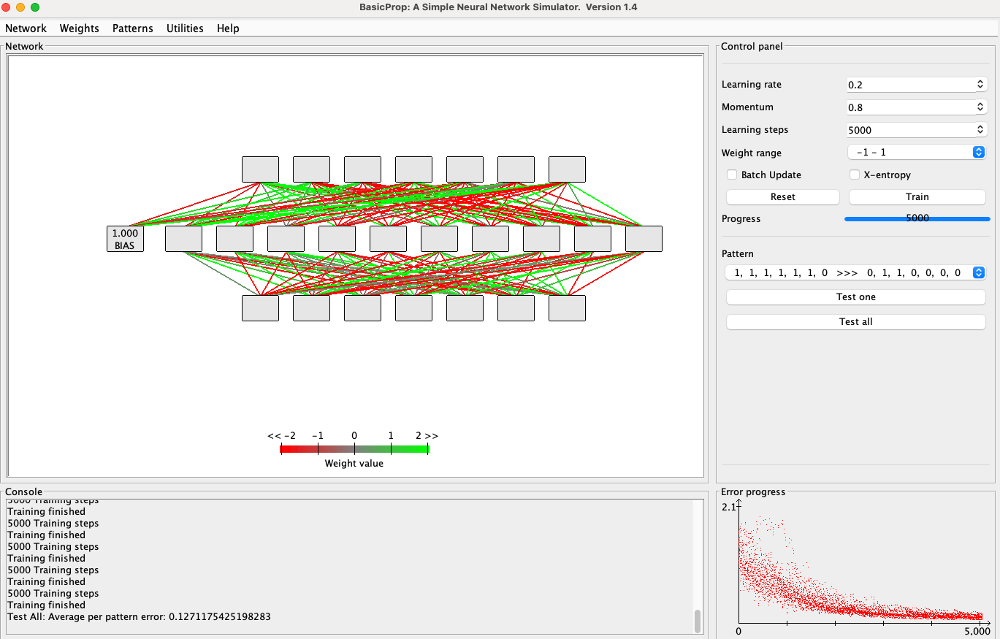 BasicProp: A Simple Neural Network Simulator.  Version 1.4
Network Weights Patterns Utilities Help
Network
1.000
BIAS
<< -2 -1 0 1 2 >>
Weight value
Control panel
Learning rate 0.2
Momentum 0.8
Learning steps 5000
Weight range -1 - 1
Batch Update X-entropy
Reset Train
Progress 5000
Pattern
1, 1, 1, 1, 1, 1, 0 >>> 0, 1, 1, 0, 0, 0, 0
Test one
Test all
Console
5000 Training steps
Training finished
5000 Training steps
Training finished
5000 Training steps
Training finished
5000 Training steps
Training finished
5000 Training steps
Training finished
Test All: Average per pattern error: 0.1271175425198283
Error progress
2.1
0 5,000